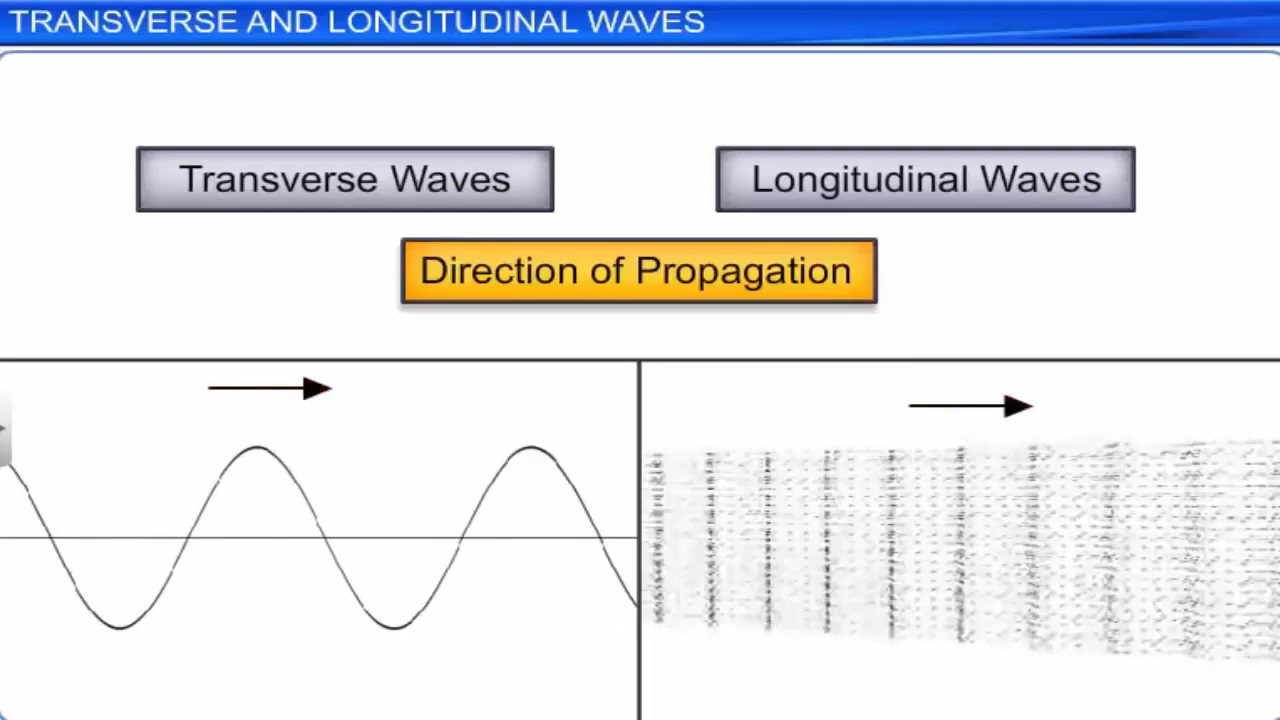 TRANSVERSE AND LONGITUDINAL WAVES
Transverse Waves
Longitudinal Waves
Direction of Propagation